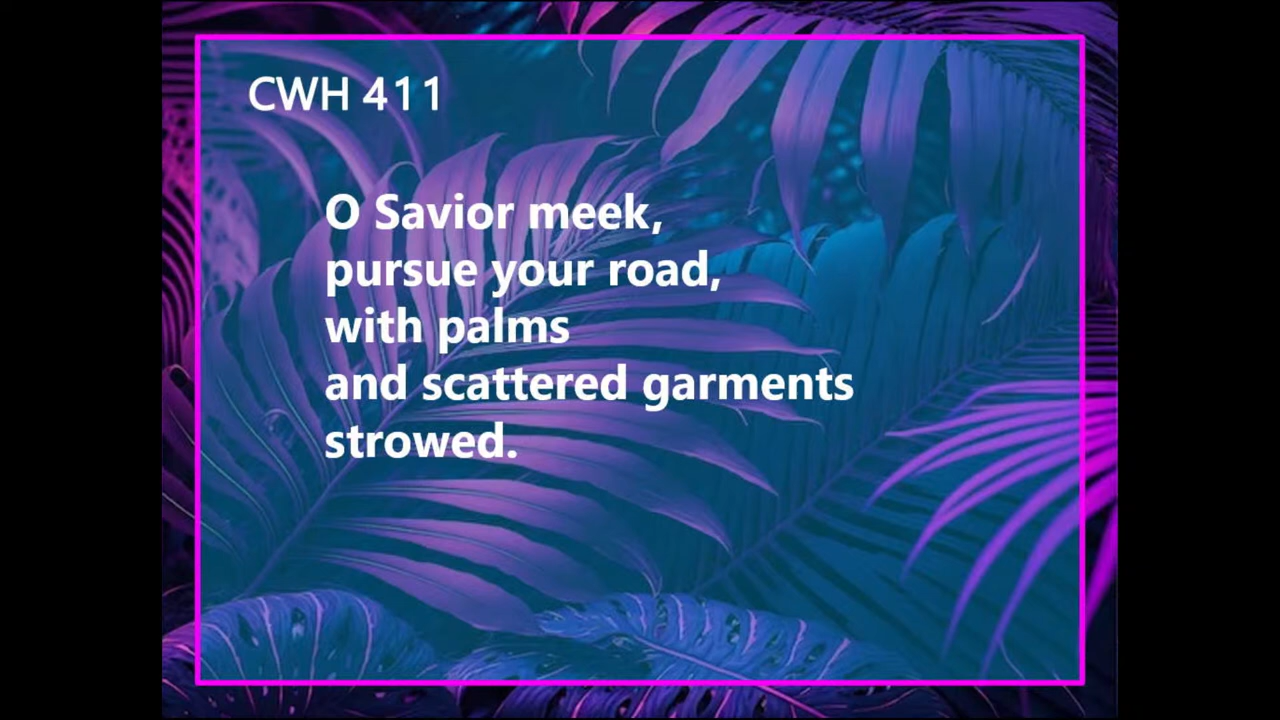 CWH 411
O Savior meek,
pursue your road,
with palms
and scattered garments
strowed.